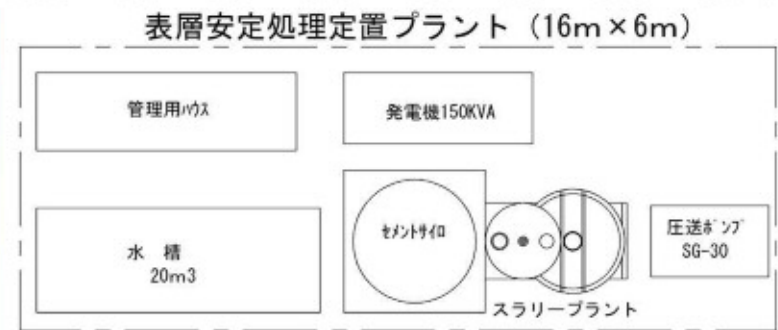 表層安定処理定置プラント（16m×6m）
管理用ﾊｳｽ
発電機150KVA
ｾﾒﾝﾄｻｲﾛ
水 槽
20m3
圧送ﾎﾟﾝﾌﾟ
SG-30
スラリープラント